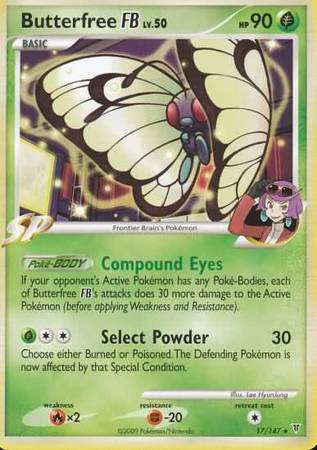 Butterfree FB LV.50 HP 90
BASIC
SP
Frontier Brain's Pokémon
Poké-BODY Compound Eyes
If your opponent's Active Pokémon has any Poké-Bodies, each
of Butterfree FB's attacks does 30 more damage to the Active
Pokémon (before applying Weakness and Resistance).
Select Powder 30
Choose either Burned or Poisoned. The Defending Pokémon is
now affected by that Special Condition.
Illus. Lee HyunJung
weakness resistance retreat cost
×2 -20
©2009 Pokémon/Nintendo 17/147 ★